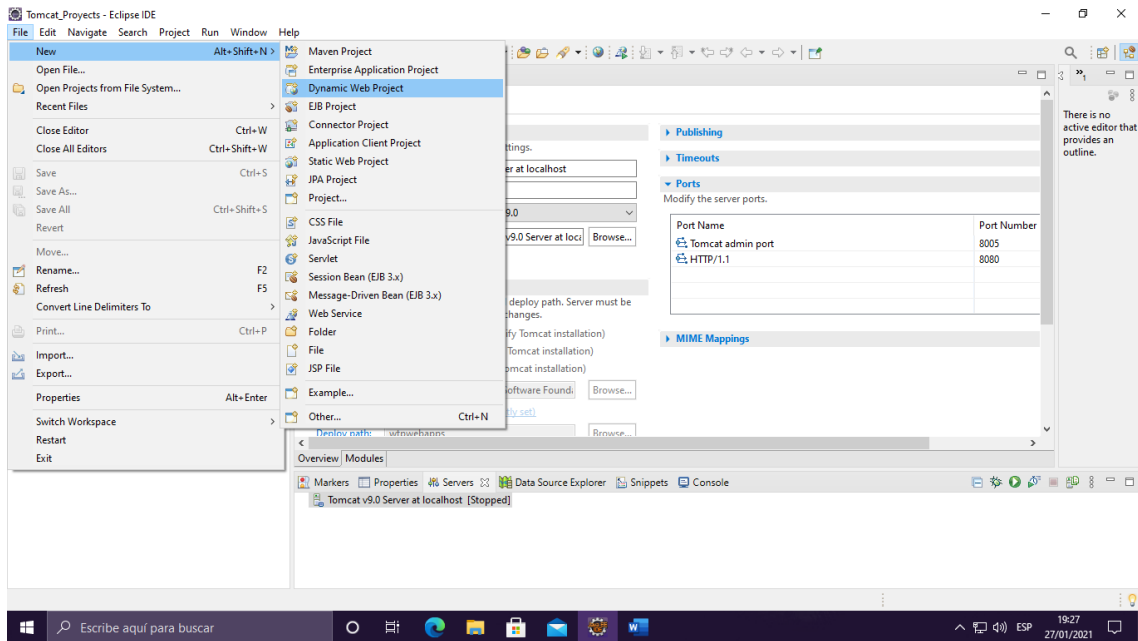 Tomcat_Proyects - Eclipse IDE
File Edit Navigate Search Project Run Window Help
New Alt+Shift+N >
Open File...
Open Projects from File System...
Recent Files >
Close Editor Ctrl+W
Close All Editors Ctrl+Shift+W
Save Ctrl+S
Save As...
Save All Ctrl+Shift+S
Revert
Move...
Rename... F2
Refresh F5
Convert Line Delimiters To >
Print... Ctrl+P
Import...
Export...
Properties Alt+Enter
Switch Workspace >
Restart
Exit
Maven Project
Enterprise Application Project
Dynamic Web Project
EJB Project
Connector Project
Application Client Project
Static Web Project
JPA Project
Project...
CSS File
JavaScript File
Servlet
Session Bean (EJB 3.x)
Message-Driven Bean (EJB 3.x)
Web Service
Folder
File
JSP File
Example...
Other... Ctrl+N
ttings.
er at localhost
9.0
v9.0 Server at loca Browse...
deploy path. Server must be
changes.
ify Tomcat installation)
Tomcat installation)
omcat installation)
oftware Founda Browse...
tly set)
Deploy path: wtpwebapps Browse...
Publishing
Timeouts
Ports
Modify the server ports.
Port Name Port Number
Tomcat admin port 8005
HTTP/1.1 8080
MIME Mappings
There is no
active editor that
provides an
outline.
Overview Modules
Markers Properties Servers Data Source Explorer Snippets Console
Tomcat v9.0 Server at localhost [Stopped]
Escribe aquí para buscar
ESP
19:27
27/01/2021